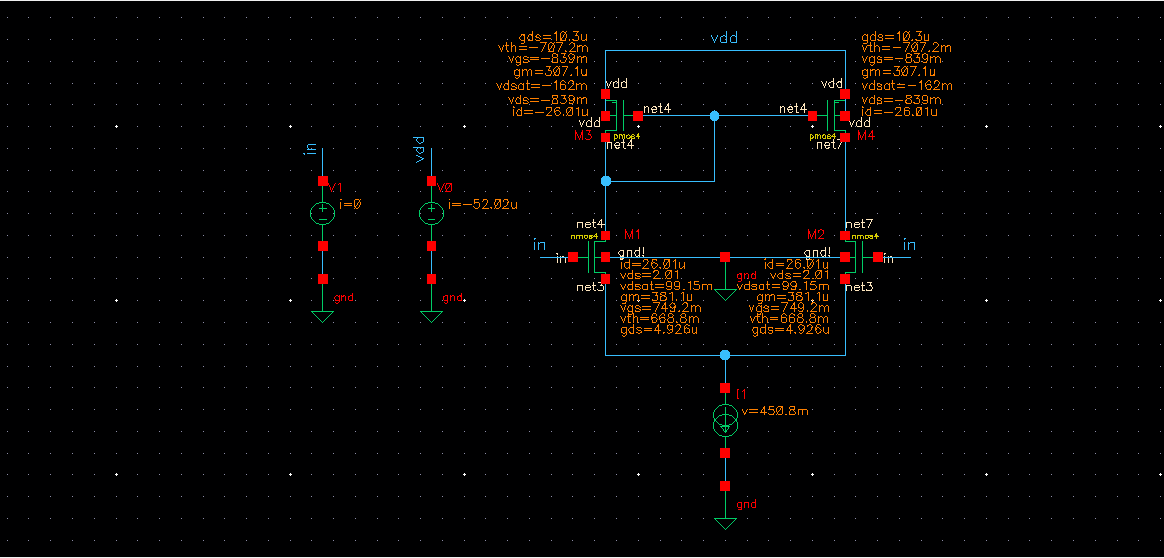 vdd
gds=10.3u
vth=-707.2m
vgs=-839m
gm=307.1u
vdsat=-162m
vds=-839m
id=-26.01u
gds=10.3u
vth=-707.2m
vgs=-839m
gm=307.1u
vdsat=-162m
vds=-839m
id=-26.01u
vdd
vdd
net4
net4
vdd
vdd
M3
pmos4
net4
M4
pmos4
net7
in
V1
i=0
gnd
vdd
V0
i=-52.02u
gnd
net4
M1
nmos4
in
in
gnd!
net3
net7
M2
nmos4
in
in
gnd!
gnd
id=26.01u
vds=2.01
vdsat=99.15m
gm=381.1u
vgs=749.2m
vth=668.8m
gds=4.926u
id=26.01u
vds=2.01
vdsat=99.15m
gm=381.1u
vgs=749.2m
vth=668.8m
gds=4.926u
net3
I1
v=450.8m
gnd